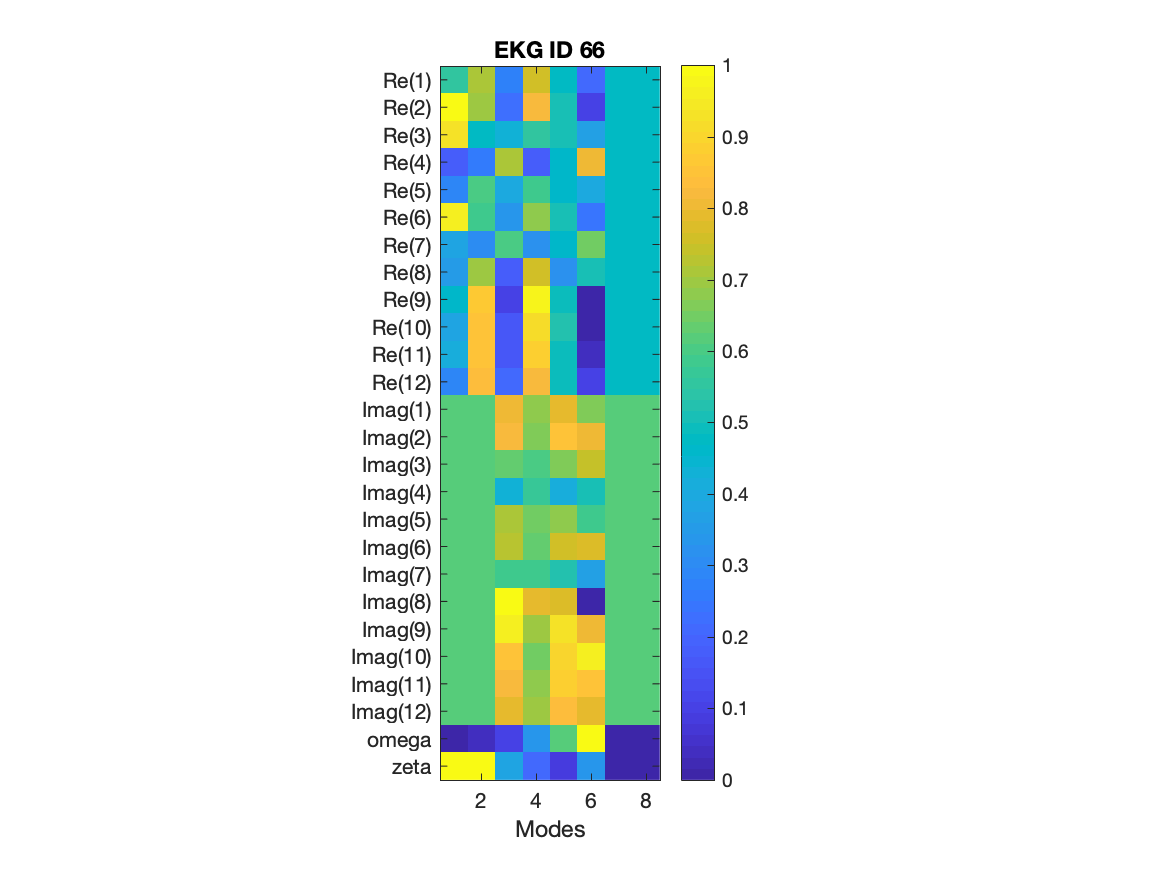 EKG ID 66
Re(1)
Re(2)
Re(3)
Re(4)
Re(5)
Re(6)
Re(7)
Re(8)
Re(9)
Re(10)
Re(11)
Re(12)
Imag(1)
Imag(2)
Imag(3)
Imag(4)
Imag(5)
Imag(6)
Imag(7)
Imag(8)
Imag(9)
Imag(10)
Imag(11)
Imag(12)
omega
zeta
2 4 6 8
Modes
1
0.9
0.8
0.7
0.6
0.5
0.4
0.3
0.2
0.1
0